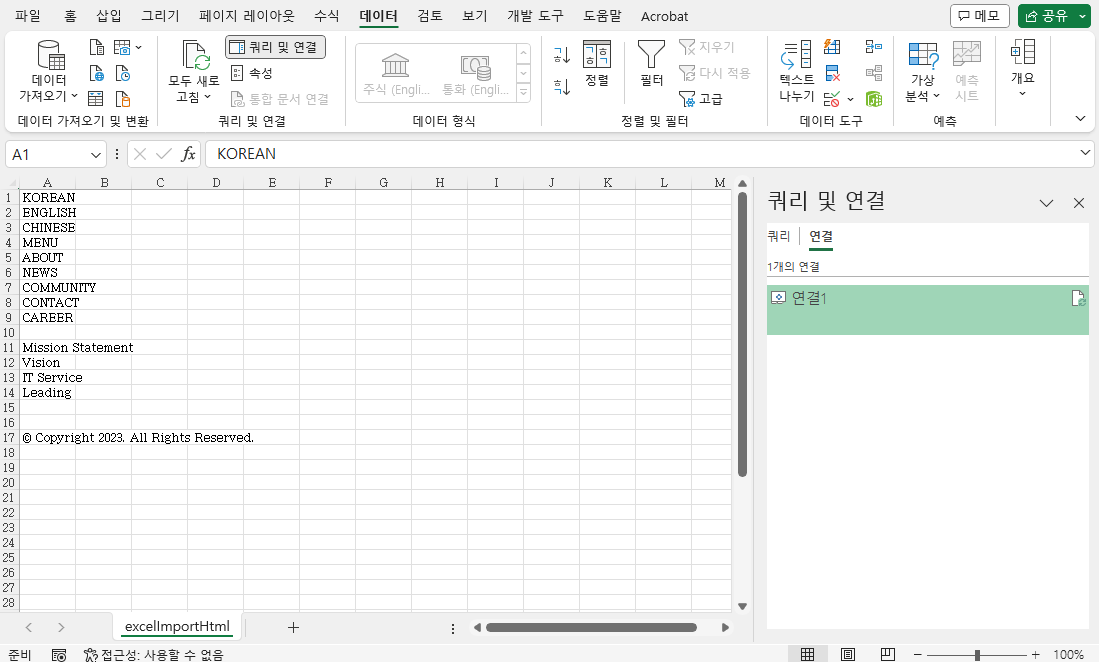 파일 홈 삽입 그리기 페이지 레이아웃 수식 데이터 검토 보기 개발 도구 도움말 Acrobat 메모 공유
데이터
가져오기
데이터 가져오기 및 변환
모두 새로
고침
쿼리 및 연결
속성
통합 문서 연결
쿼리 및 연결
주식 (Engli... 통화 (Engli...
데이터 형식
정렬
필터
지우기
다시 적용
고급
정렬 및 필터
텍스트
나누기
데이터 도구
가상
분석
예측
시트
예측
개요
A1 fx KOREAN
A B C D E F G H I J K L M
1 KOREAN
2 ENGLISH
3 CHINESE
4 MENU
5 ABOUT
6 NEWS
7 COMMUNITY
8 CONTACT
9 CAREER
10
11 Mission Statement
12 Vision
13 IT Service
14 Leading
15
16
17 © Copyright 2023. All Rights Reserved.
18
19
20
21
22
23
24
25
26
27
28
쿼리 및 연결
쿼리 연결
1개의 연결
연결1
excelImportHtml
준비 접근성: 사용할 수 없음 100%